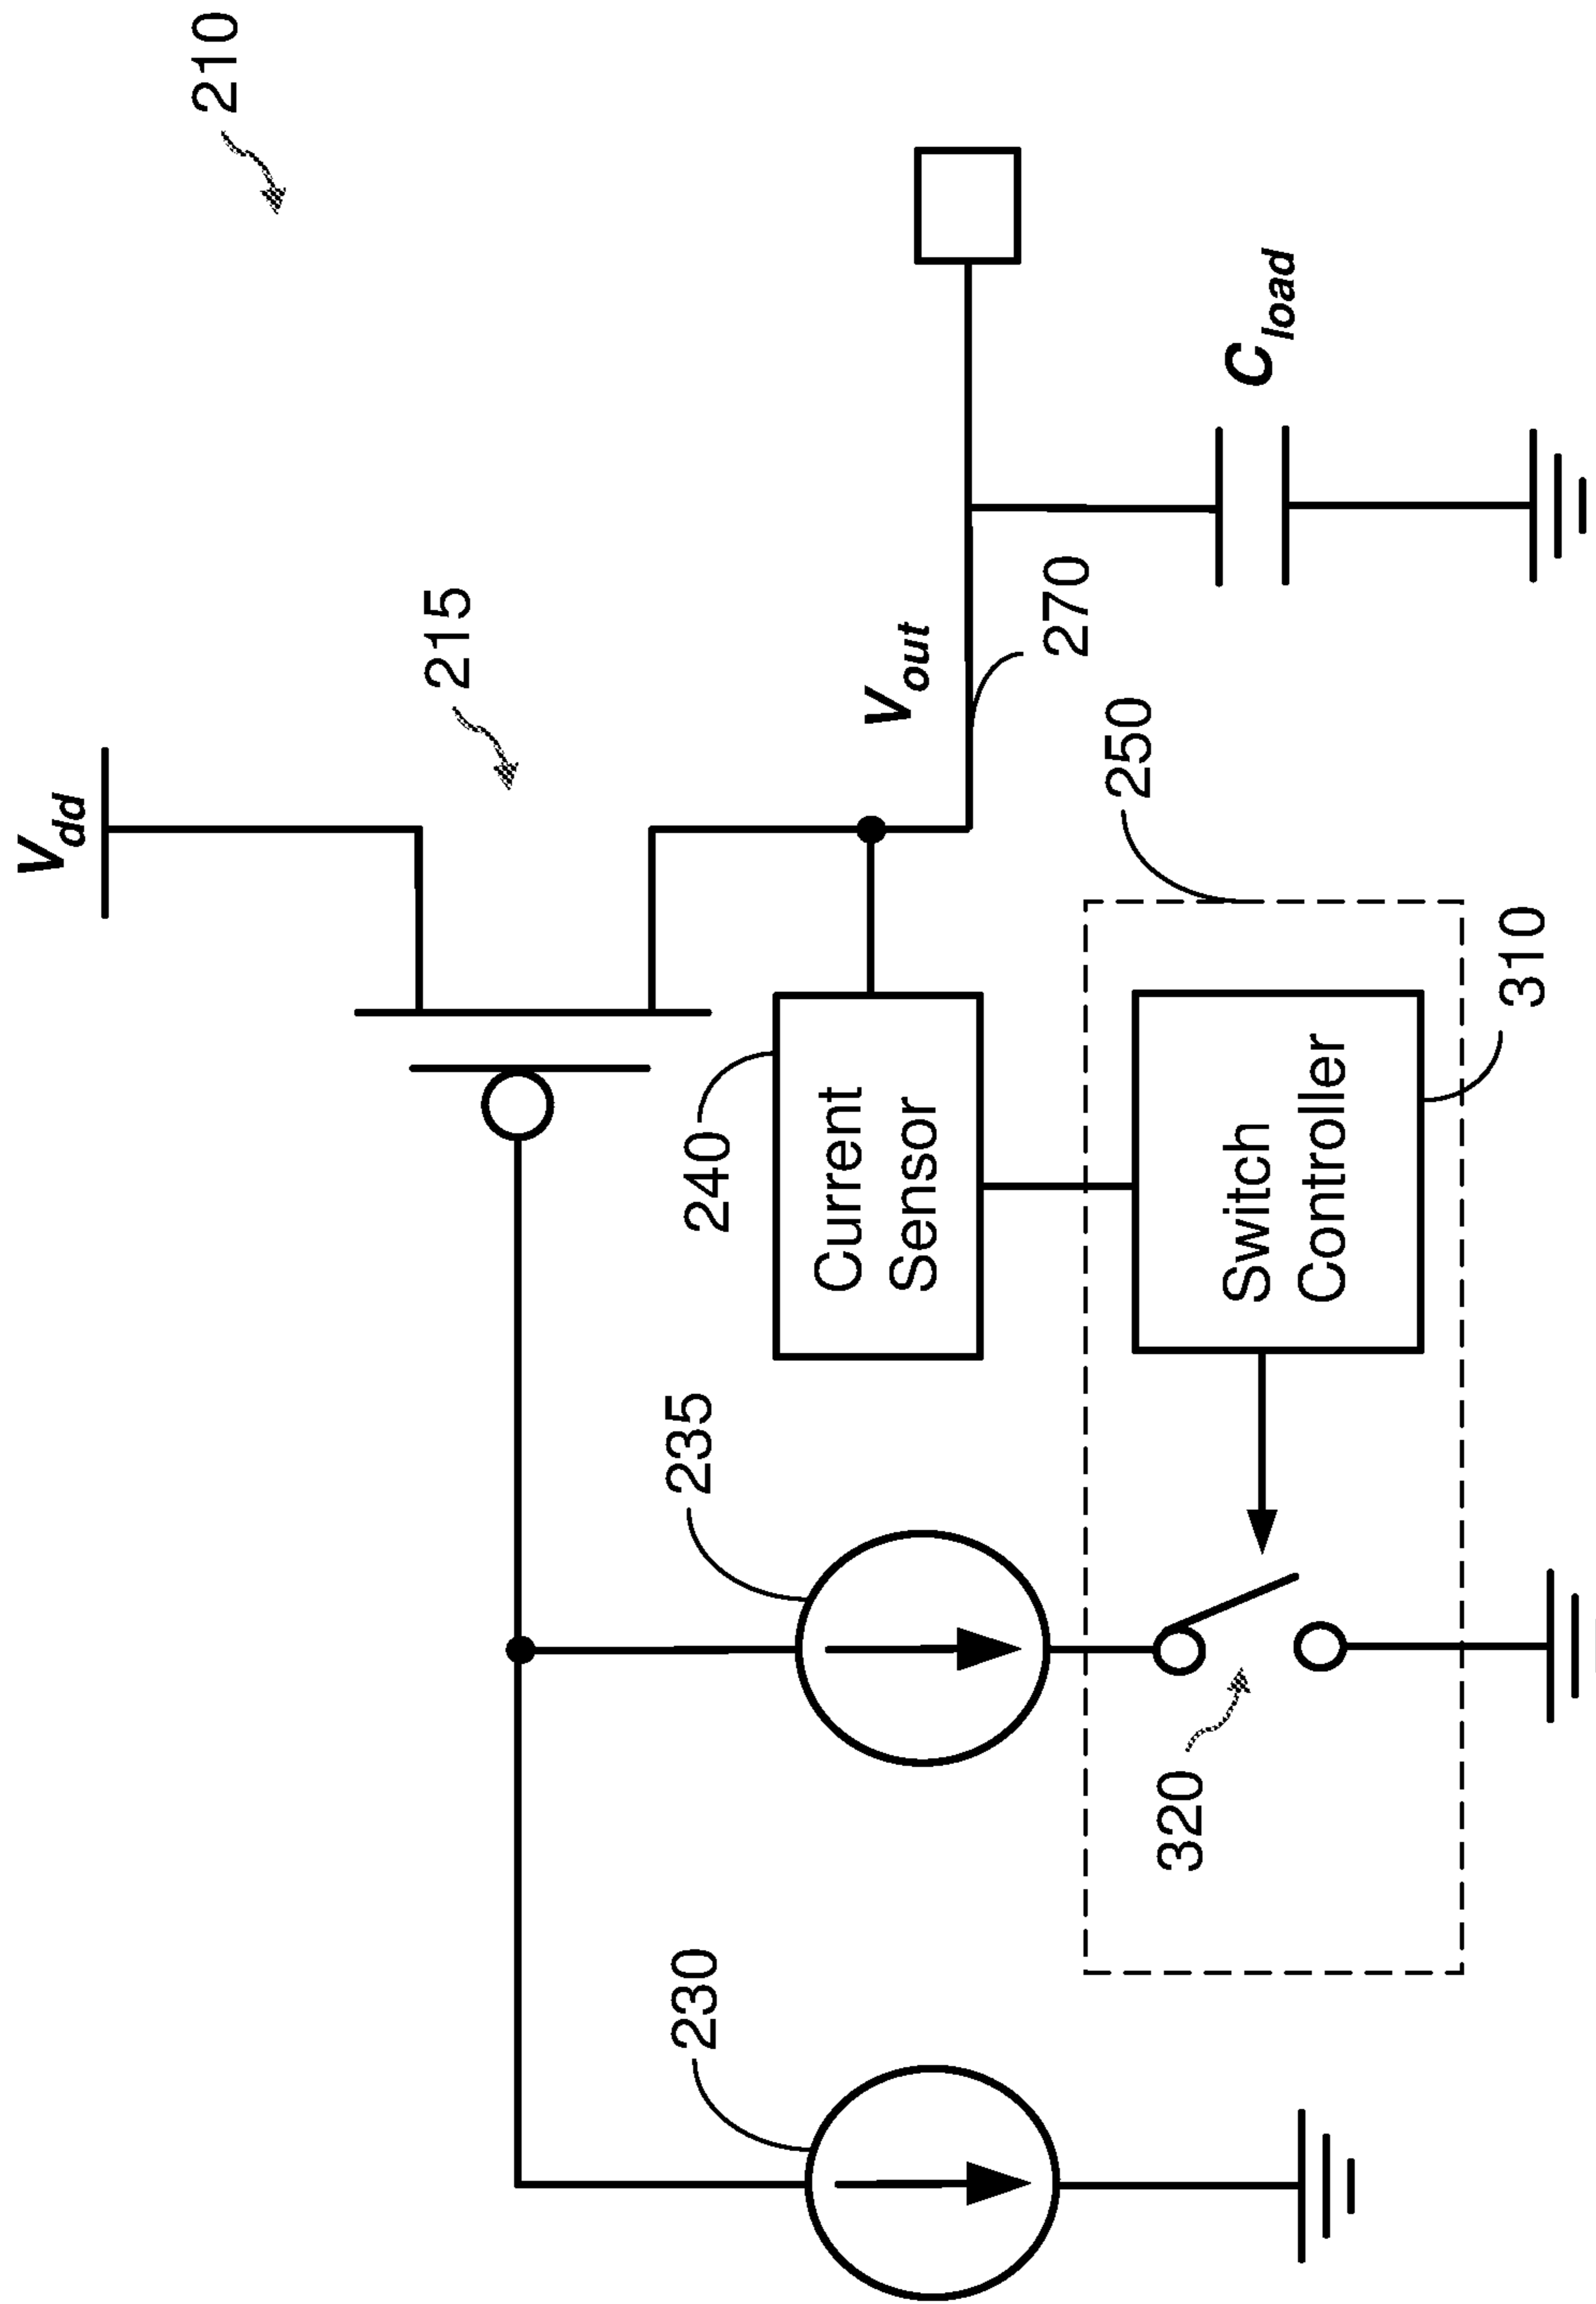 210
Vdd
215
Vout
Cload
270
240
Current
Sensor
235
230
250
Switch
Controller
310
320